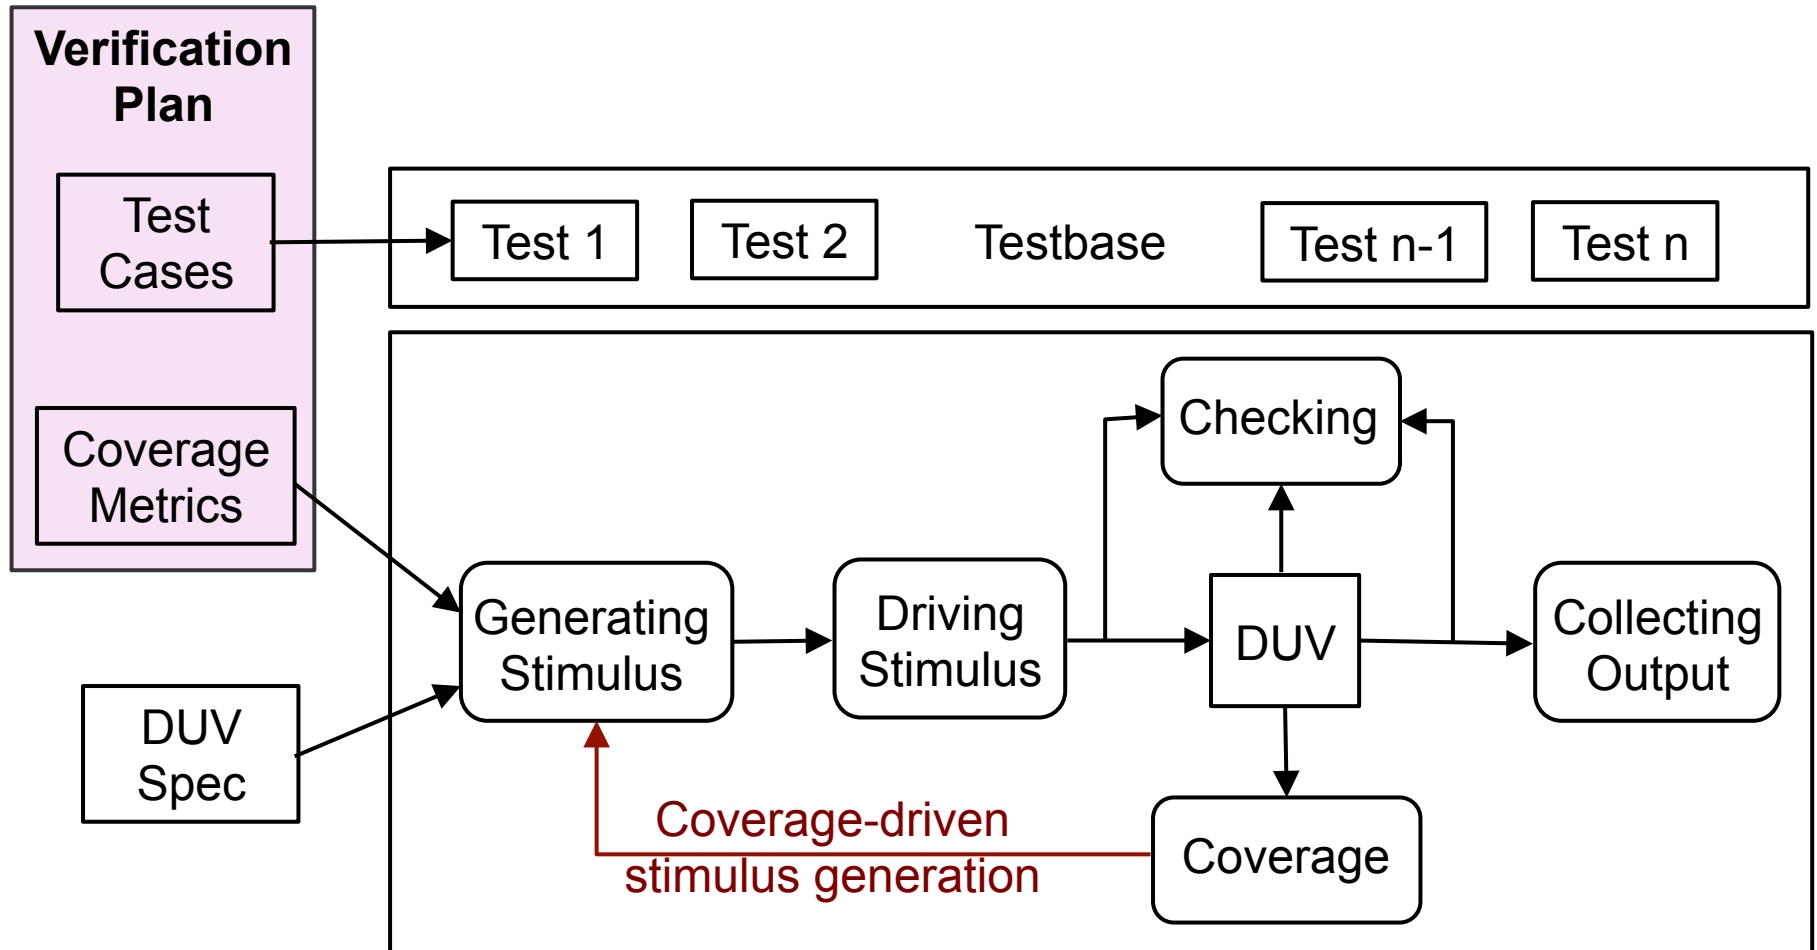 Verification
Plan
Test
Cases
Test 1
Test 2
Testbase
Test n-1
Test n
Coverage
Metrics
Checking
Generating
Stimulus
Driving
Stimulus
DUV
Collecting
Output
DUV
Spec
Coverage-driven
stimulus generation
Coverage